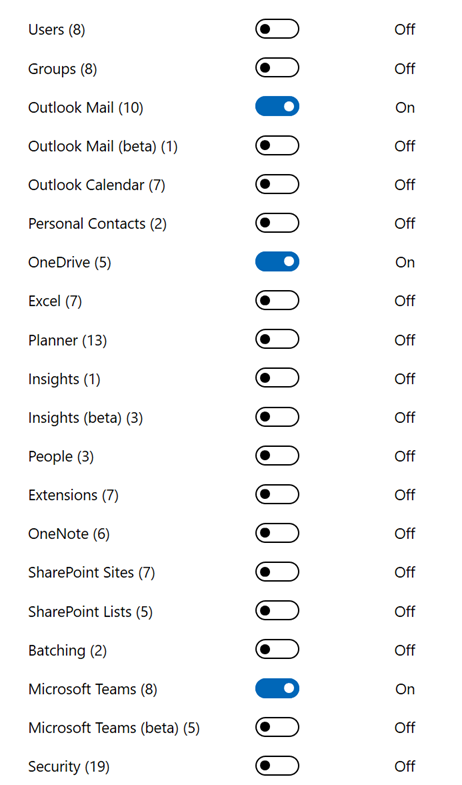 Users (8) Off
Groups (8) Off
Outlook Mail (10) On
Outlook Mail (beta) (1) Off
Outlook Calendar (7) Off
Personal Contacts (2) Off
OneDrive (5) On
Excel (7) Off
Planner (13) Off
Insights (1) Off
Insights (beta) (3) Off
People (3) Off
Extensions (7) Off
OneNote (6) Off
SharePoint Sites (7) Off
SharePoint Lists (5) Off
Batching (2) Off
Microsoft Teams (8) On
Microsoft Teams (beta) (5) Off
Security (19) Off